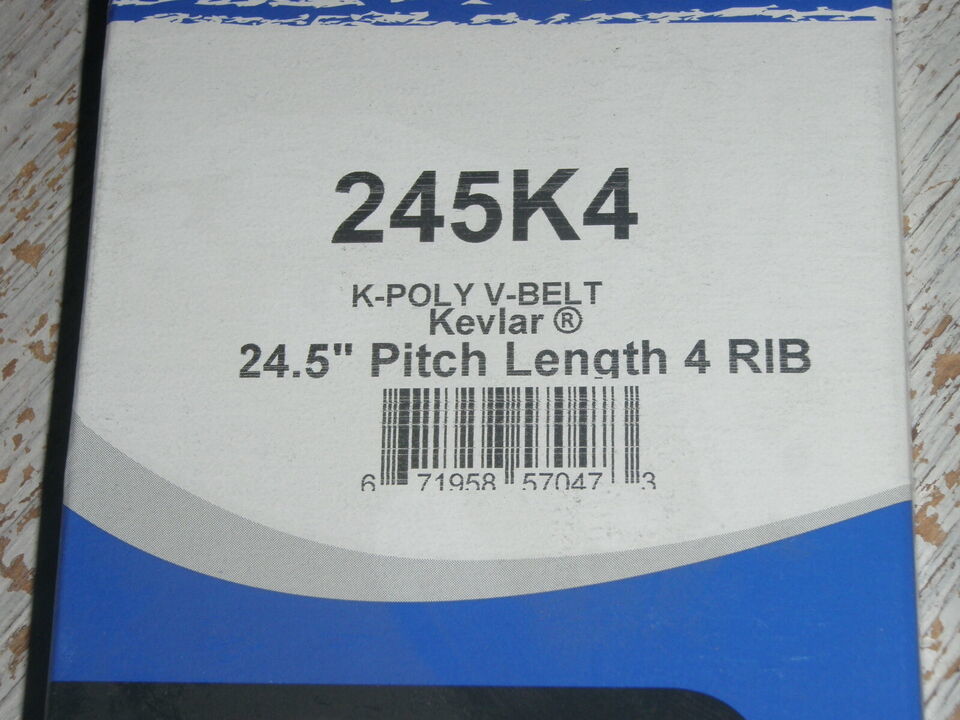 245K4
K-POLY V-BELT
Kevlar ®
24.5" Pitch Length 4 RIB
6 71958 57047 3